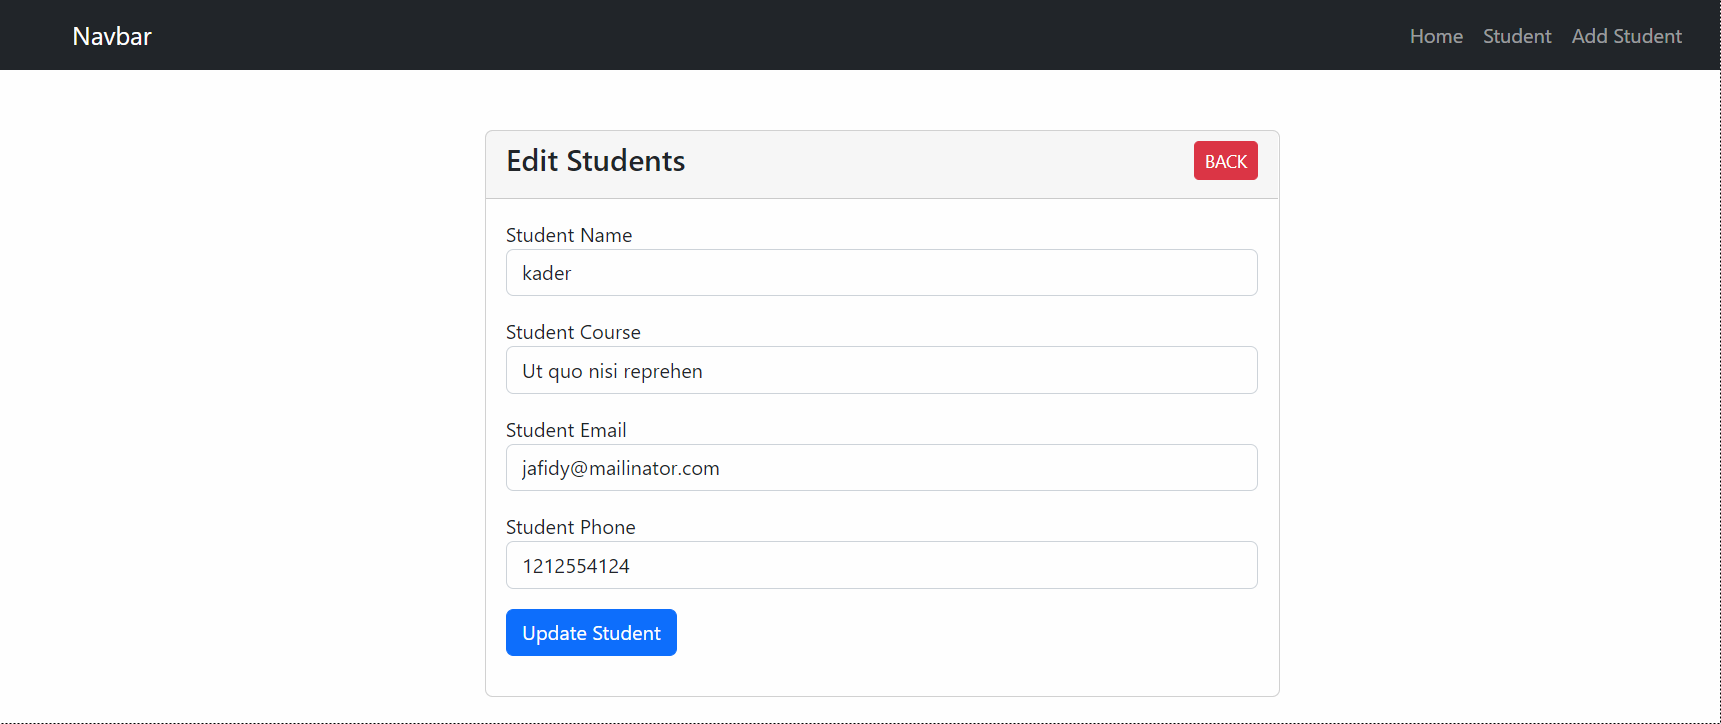 Navbar
Home Student Add Student
Edit Students
BACK
Student Name
kader
Student Course
Ut quo nisi reprehen
Student Email
jafidy@mailinator.com
Student Phone
1212554124
Update Student